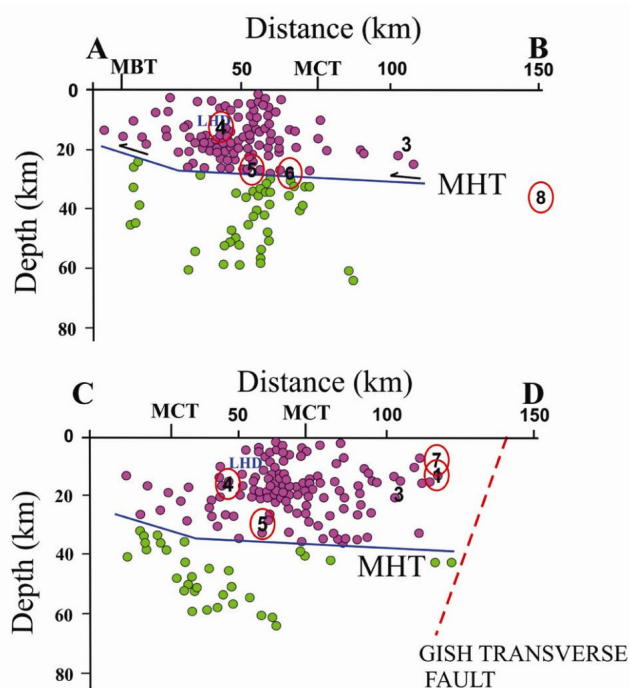 A Distance (km) B
MBT 50 MCT 100 150
0
LHD
4
3
20
5 6
MHT
8
40
60
80
Depth (km)
C Distance (km) D
MCT 50 MCT 100 150
0
7
LHD
4 1
3
20
5
MHT
40
60
80
Depth (km)
GISH TRANSVERSE
FAULT